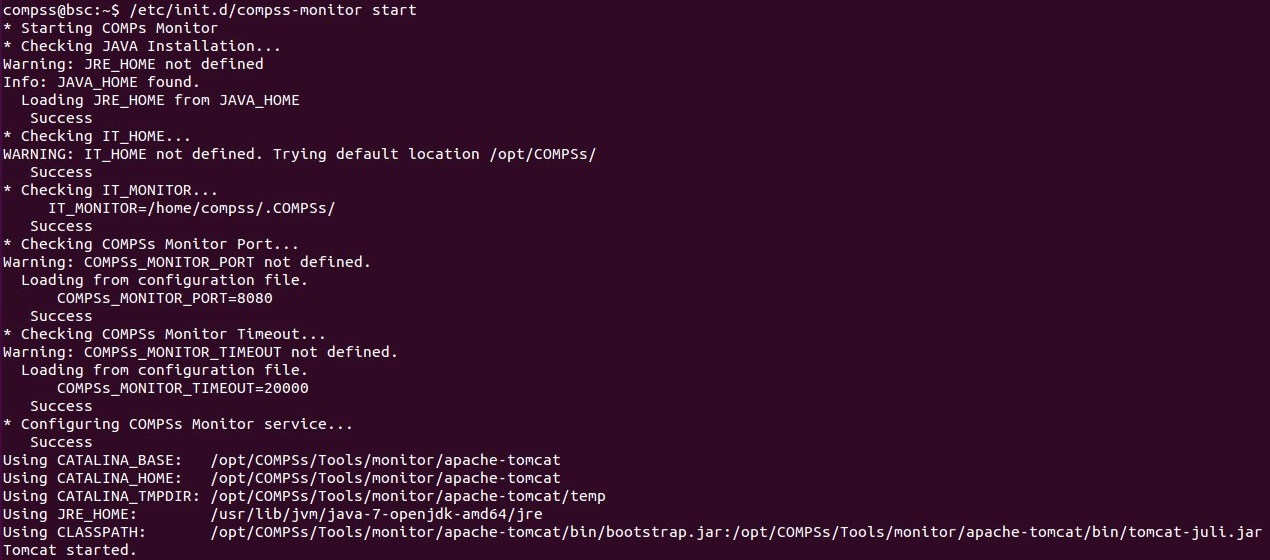 compss@bsc:~$ /etc/init.d/compss-monitor start
* Starting COMPs Monitor
* Checking JAVA Installation...
Warning: JRE_HOME not defined
Info: JAVA_HOME found.
  Loading JRE_HOME from JAVA_HOME
   Success
* Checking IT_HOME...
WARNING: IT_HOME not defined. Trying default location /opt/COMPSs/
   Success
* Checking IT_MONITOR...
     IT_MONITOR=/home/compss/.COMPSs/
   Success
* Checking COMPSs Monitor Port...
Warning: COMPSs_MONITOR_PORT not defined.
  Loading from configuration file.
      COMPSs_MONITOR_PORT=8080
   Success
* Checking COMPSs Monitor Timeout...
Warning: COMPSs_MONITOR_TIMEOUT not defined.
  Loading from configuration file.
      COMPSs_MONITOR_TIMEOUT=20000
   Success
* Configuring COMPSs Monitor service...
   Success
Using CATALINA_BASE:   /opt/COMPSs/Tools/monitor/apache-tomcat
Using CATALINA_HOME:   /opt/COMPSs/Tools/monitor/apache-tomcat
Using CATALINA_TMPDIR: /opt/COMPSs/Tools/monitor/apache-tomcat/temp
Using JRE_HOME:        /usr/lib/jvm/java-7-openjdk-amd64/jre
Using CLASSPATH:       /opt/COMPSs/Tools/monitor/apache-tomcat/bin/bootstrap.jar:/opt/COMPSs/Tools/monitor/apache-tomcat/bin/tomcat-juli.jar
Tomcat started.